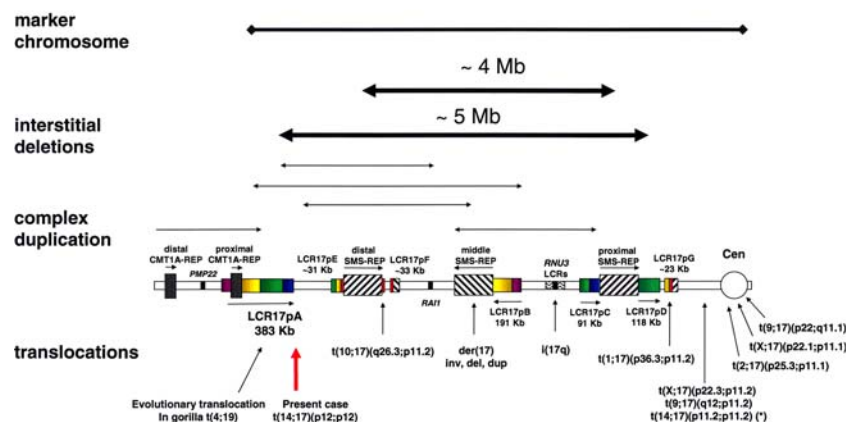 marker
chromosome
~ 4 Mb
interstitial
deletions
~ 5 Mb
complex
duplication
distal
CMT1A-REP
PMP22
proximal
CMT1A-REP
LCR17pE
~31 Kb
distal
SMS-REP
LCR17pF
~33 Kb
RAI1
middle
SMS-REP
RNU3
LCRs
proximal
SMS-REP
LCR17pG
~23 Kb
Cen
LCR17pA
383 Kb
LCR17pB
191 Kb
LCR17pC
91 Kb
LCR17pD
118 Kb
translocations
t(10;17)(q26.3;p11.2)
der(17)
inv, del, dup
i(17q)
t(1;17)(p36.3;p11.2)
t(9;17)(p22;q11.1)
t(X;17)(p22.1;p11.1)
t(2;17)(p25.3;p11.1)
Evolutionary translocation
In gorilla t(4;19)
Present case
t(14;17)(p12;p12)
t(X;17)(p22.3;p11.2)
t(9;17)(q12;p11.2)
t(14;17)(p11.2;p11.2) (*)